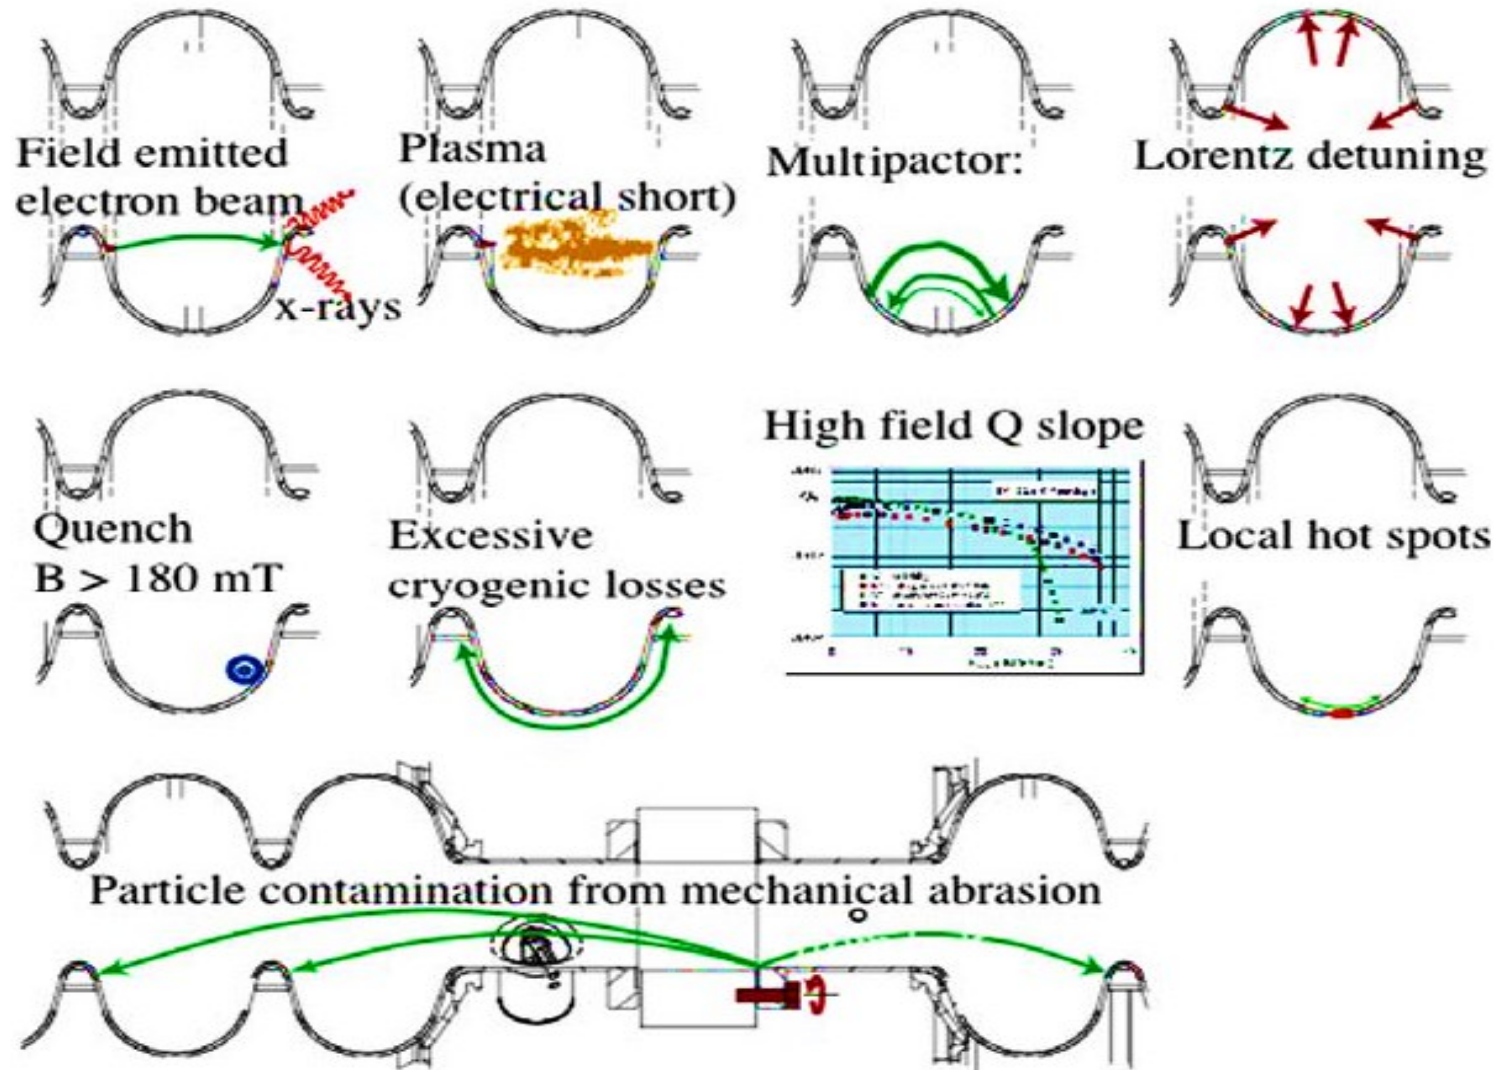 Field emitted
electron beam
x-rays
Plasma
(electrical short)
Multipactor:
Lorentz detuning
Quench
B > 180 mT
Excessive
cryogenic losses
High field Q slope
Local hot spots
Particle contamination from mechanical abrasion